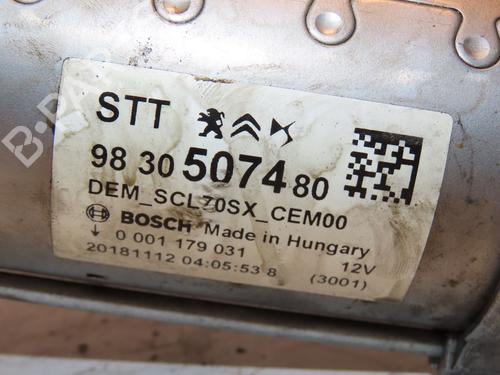 STT
98 30 5074 80
DEM_SCL70SX_CEM00
BOSCH Made in Hungary
0 001 179 031 12V
20181112 04:05:53 8 (3001)